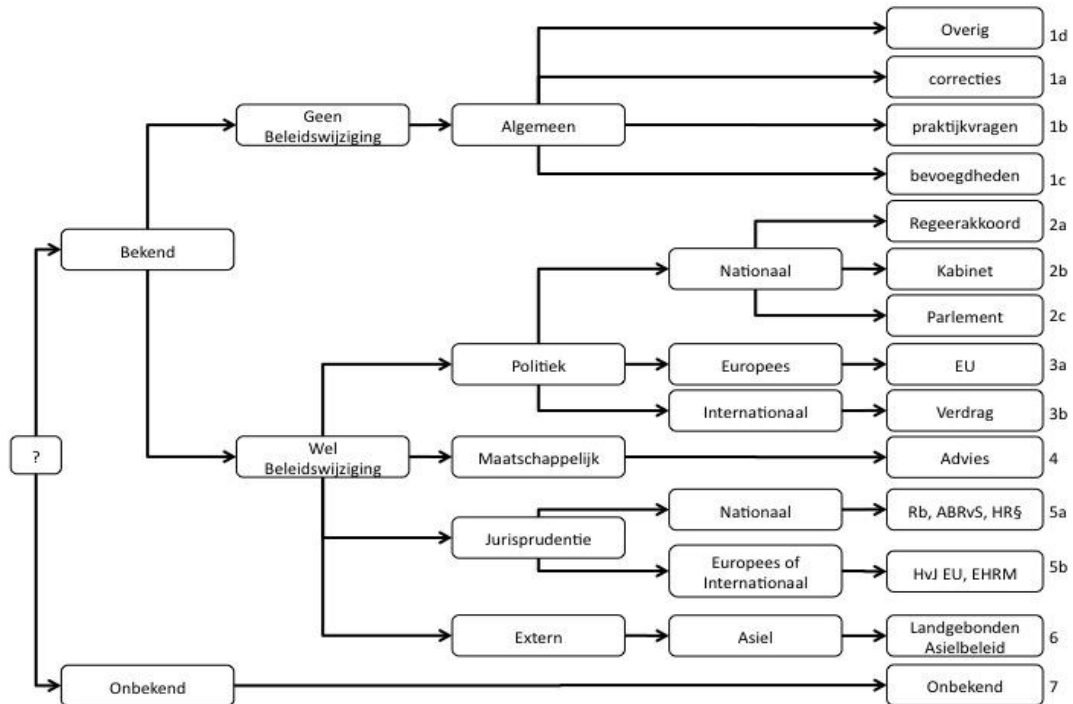 Overig 1d
correcties 1a
Geen
Beleidswijziging
Algemeen
praktijkvragen 1b
bevoegdheden 1c
Regeerakkoord 2a
Bekend
Nationaal
Kabinet 2b
Parlement 2c
Politiek
Europees
EU 3a
Internationaal
Verdrag 3b
?
Wel
Beleidswijziging
Maatschappelijk
Advies 4
Nationaal
Rb, ABRvS, HR§ 5a
Jurisprudentie
Europees of
Internationaal
HvJ EU, EHRM 5b
Extern
Asiel
Landgebonden
Asielbeleid 6
Onbekend
Onbekend 7